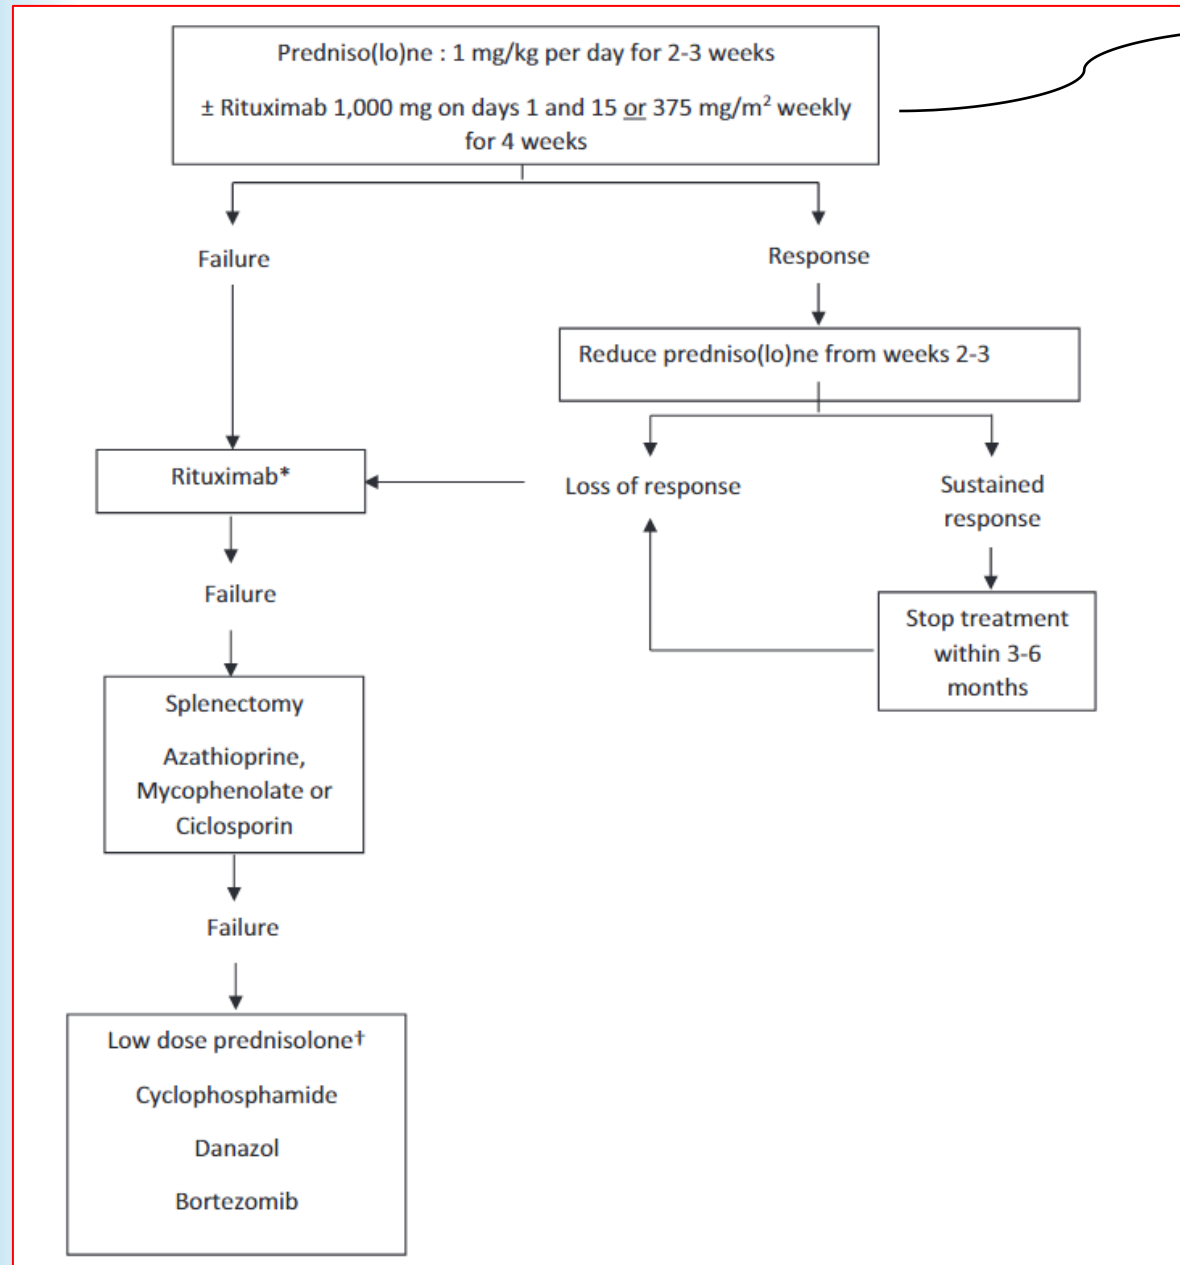 Predniso(lo)ne : 1 mg/kg per day for 2-3 weeks
± Rituximab 1,000 mg on days 1 and 15 or 375 mg/m² weekly
for 4 weeks
Failure
Response
Reduce predniso(lo)ne from weeks 2-3
Rituximab*
Loss of response
Sustained
response
Failure
Stop treatment
within 3-6
months
Splenectomy
Azathioprine,
Mycophenolate or
Ciclosporin
Failure
Low dose prednisolone†
Cyclophosphamide
Danazol
Bortezomib